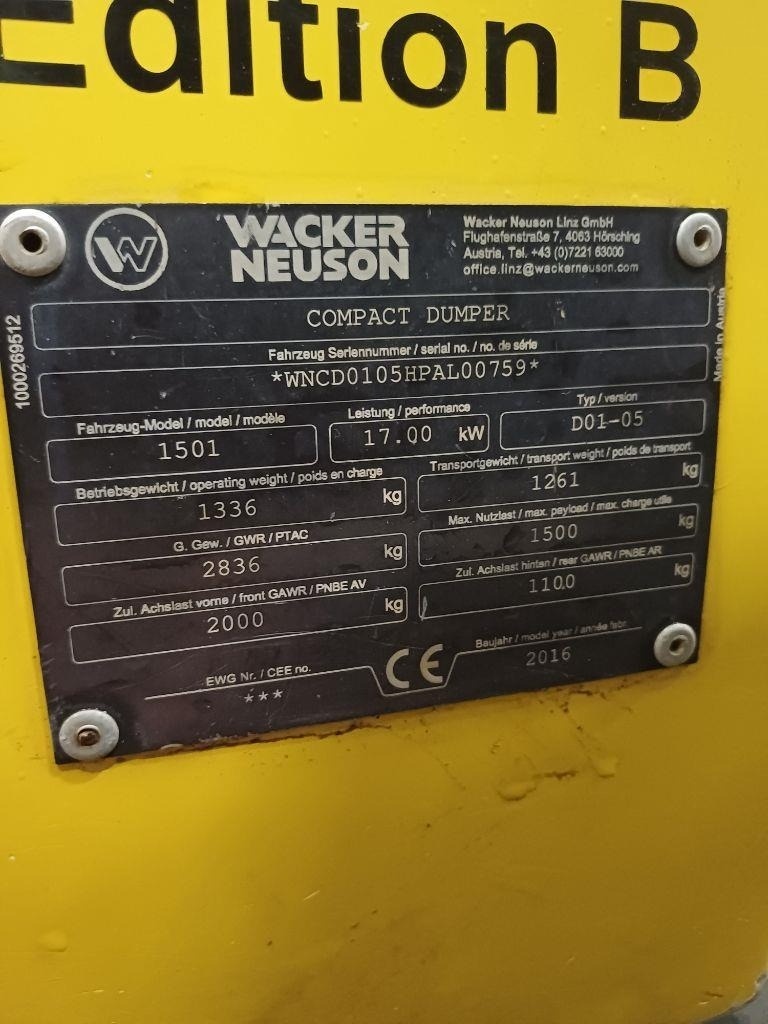 Edition B
WACKER
NEUSON
Wacker Neuson Linz GmbH
Flughafenstraße 7, 4063 Hörsching
Austria, Tel. +43 (0)7221 63000
office.linz@wackerneuson.com
1000269512
Made in Austria
COMPACT DUMPER
Fahrzeug Seriennummer / serial no. / no. de série
*WNCD0105HPAL00759*
Fahrzeug-Model / model / modèle
1501
Leistung / performance
17.00 kW
Typ / version
D01-05
Betriebsgewicht / operating weight / poids en charge
1336 kg
Transportgewicht / transport weight / poids de transport
1261 kg
G. Gew. / GWR / PTAC
2836 kg
Max. Nutzlast / max. payload / max. charge utile
1500 kg
Zul. Achslast vorne / front GAWR / PNBE AV
2000 kg
Zul. Achslast hinten / rear GAWR / PNBE AR
1100 kg
EWG Nr. / CEE no.
***
CE
Baujahr / model year / année fabr.
2016